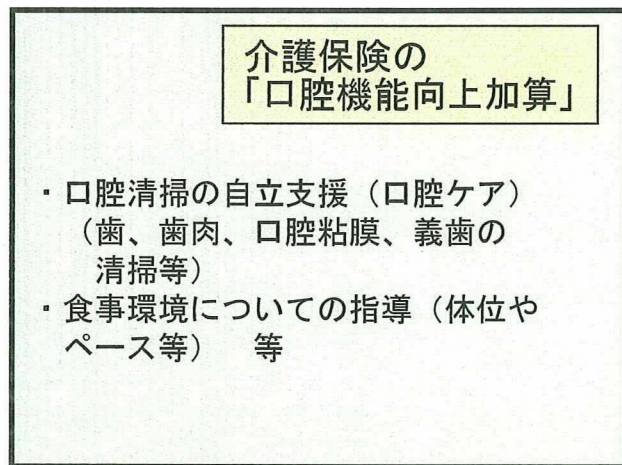 介護保険の
「口腔機能向上加算」
・口腔清掃の自立支援（口腔ケア）
（歯、歯肉、口腔粘膜、義歯の
清掃等）
・食事環境についての指導（体位や
ペース等）　等